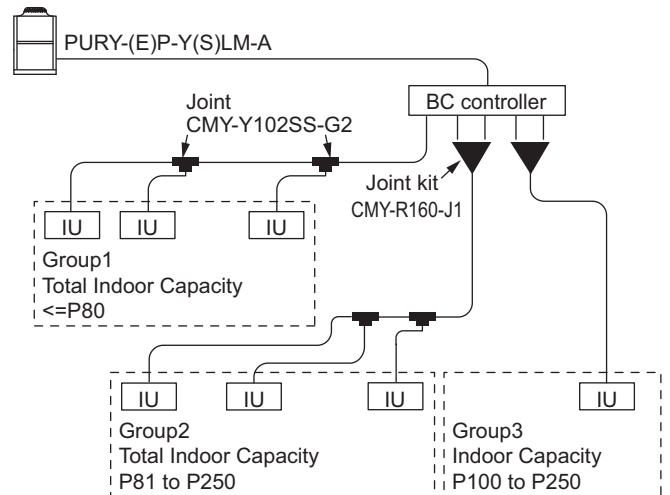 PURY-(E)P-Y(S)LM-A
BC controller
Joint
CMY-Y102SS-G2
Joint kit
CMY-R160-J1
IU
IU
IU
Group1
Total Indoor Capacity
<=P80
IU
IU
IU
Group2
Total Indoor Capacity
P81 to P250
IU
Group3
Indoor Capacity
P100 to P250